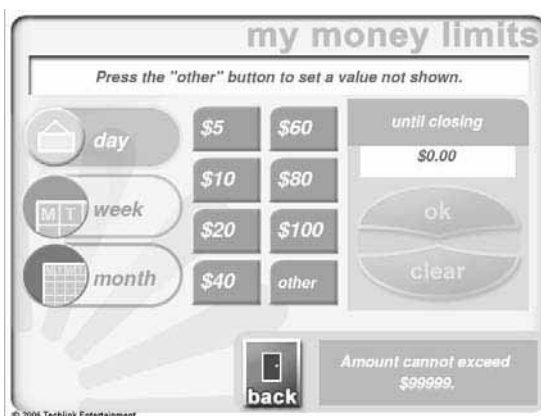 my money limits
Press the "other" button to set a value not shown.
day
week
month
M T
$5
$60
$10
$80
$20
$100
$40
other
until closing
$0.00
ok
clear
back
Amount cannot exceed
$99999.
© 2006 Techlink Entertainment